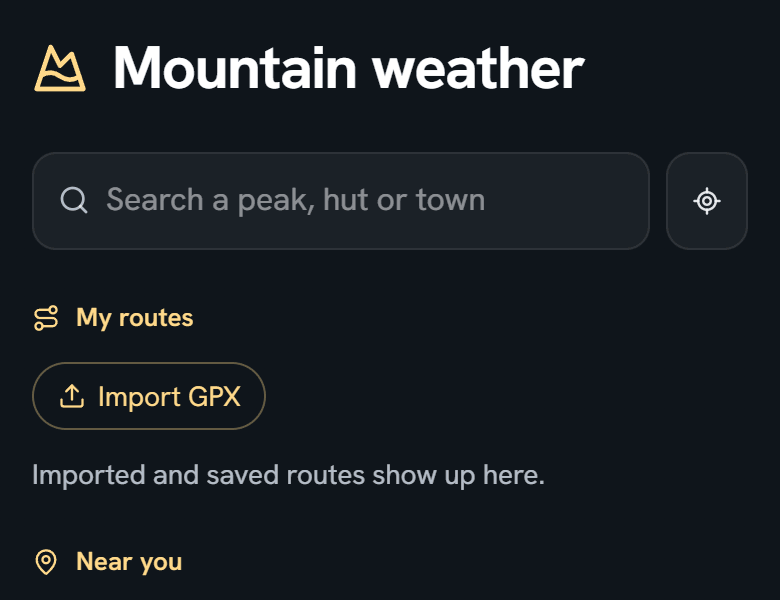 Mountain weather
Search a peak, hut or town
My routes
Import GPX
Imported and saved routes show up here.
Near you